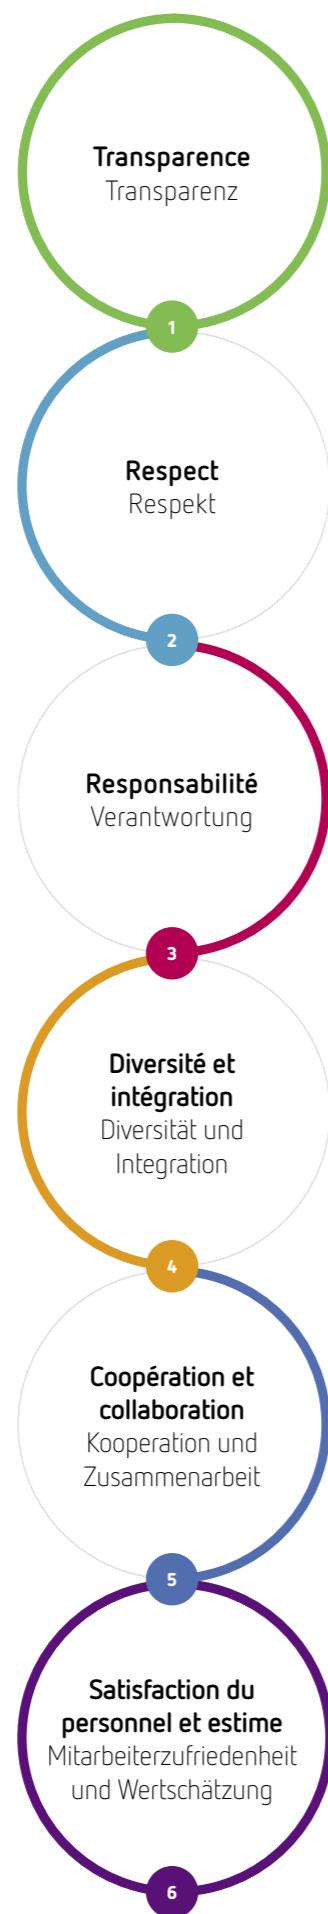 Transparence
Transparenz
1
Respect
Respekt
2
Responsabilité
Verantwortung
3
Diversité et
intégration
Diversität und
Integration
4
Coopération et
collaboration
Kooperation und
Zusammenarbeit
5
Satisfaction du
personnel et estime
Mitarbeiterzufriedenheit
und Wertschätzung
6